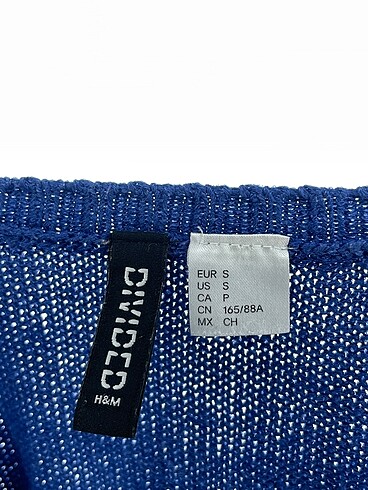 DIVIDED
H&M
EUR S
US S
CA P
CN 165/88A
MX CH